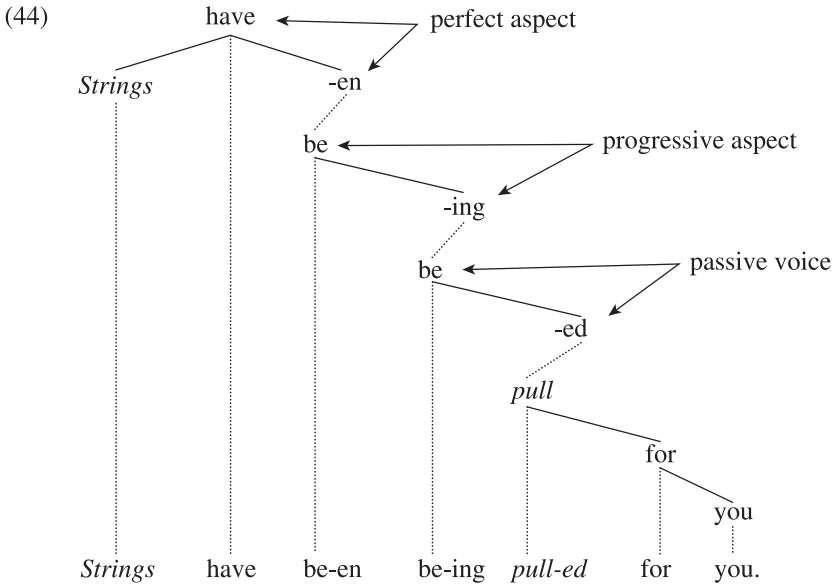 (44) have perfect aspect
Strings -en
be progressive aspect
-ing
be passive voice
-ed
pull
for
you
Strings have be-en be-ing pull-ed for you.